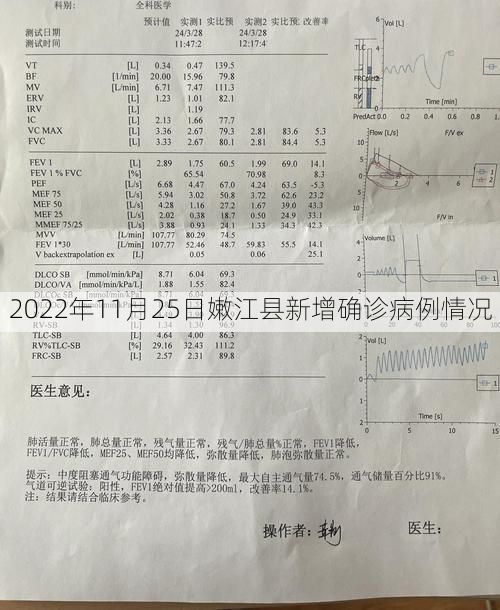 科别： 全科医学
预计值 实测1 实比预 实测2 实比预 改善率
测试日期 24/3/28 24/3/28
测试时间 11:47:2 12:17:4
VT [L] 0.34 0.47 139.5
BF [1/min] 20.00 15.96 79.8
MV [L/min] 6.71 7.47 111.3
ERV [L] 1.23 1.01 82.1
IRV [L] 1.19
IC [L] 2.13 1.66 77.7
VC MAX [L] 3.36 2.67 79.3 2.81 83.6 5.3
FVC [L] 3.33 2.67 80.1 2.81 84.4 5.3
FEV 1 [L] 2.89 1.75 60.5 1.99 69.0 14.1
FEV 1 % FVC [%] 65.54 70.98 8.3
PEF [L/s] 6.68 4.47 67.0 4.24 63.5 -5.3
MEF 75 [L/s] 5.94 3.02 50.8 3.72 62.6 23.2
MEF 50 [L/s] 4.28 1.16 27.2 1.67 39.0 43.3
MEF 25 [L/s] 2.02 0.38 18.7 0.50 24.9 33.1
MMEF 75/25 [L/s] 3.88 0.93 24.1 1.33 34.3 42.3
MVV [L/min] 107.77 80.29 74.5
FEV 1*30 [L/min] 107.77 52.46 48.7 59.83 55.5 14.1
V backextrapolation ex [L] 0.05 0.06 25.1
DLCO SB [mmol/min/kPa] 8.71 6.04 69.3
DLCO/VA [mmol/min/kPa/L] 1.88 1.55 82.4
2022年11月25日嫩江县新增确诊病例情况
RV-SB [L] 1.94 1.30
TLC-SB [L] 4.64 4.00 86.3
RV%TLC-SB [%] 29.16 32.43 111.2
FRC-SB [L] 2.57 2.31 89.8
Vol [L]
TLC
FRCpleth
RV
PredAct
Time [min]
Flow [L/s] F/V ex
F/V in
Volume [L]
Vol [L]
Time [s]
医生意见：
肺活量正常，肺总量正常，残气量正常，残气/肺总量%正常，FEV1降低，
FEV1/FVC降低，MEF25、MEF50均降低，弥散量降低，肺泡弥散量正常。
提示：中度阻塞通气功能障碍，弥散量降低，最大自主通气量74.5%，通气储量百分比91%。
气道可逆试验：阳性，FEV1绝对值提高>200ml，改善率14.1%。
注：结果请结合临床参考。
操作者： 医生：